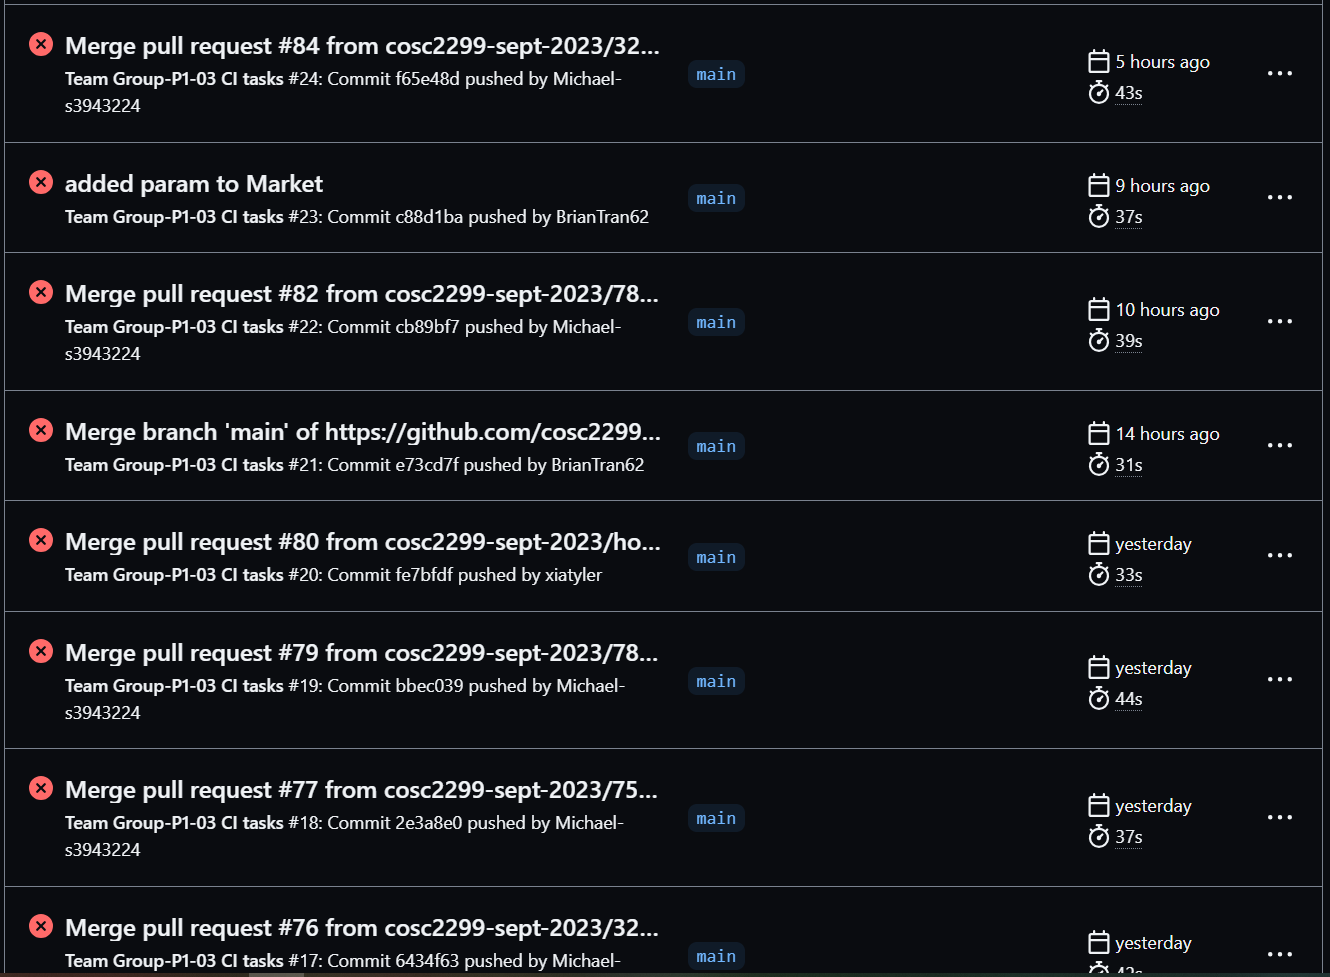 Merge pull request #84 from cosc2299-sept-2023/32...
Team Group-P1-03 CI tasks #24: Commit f65e48d pushed by Michael-
s3943224
main
5 hours ago
43s
added param to Market
Team Group-P1-03 CI tasks #23: Commit c88d1ba pushed by BrianTran62
main
9 hours ago
37s
Merge pull request #82 from cosc2299-sept-2023/78...
Team Group-P1-03 CI tasks #22: Commit cb89bf7 pushed by Michael-
s3943224
main
10 hours ago
39s
Merge branch 'main' of https://github.com/cosc2299...
Team Group-P1-03 CI tasks #21: Commit e73cd7f pushed by BrianTran62
main
14 hours ago
31s
Merge pull request #80 from cosc2299-sept-2023/ho...
Team Group-P1-03 CI tasks #20: Commit fe7bfdf pushed by xiatyler
main
yesterday
33s
Merge pull request #79 from cosc2299-sept-2023/78...
Team Group-P1-03 CI tasks #19: Commit bbec039 pushed by Michael-
s3943224
main
yesterday
44s
Merge pull request #77 from cosc2299-sept-2023/75...
Team Group-P1-03 CI tasks #18: Commit 2e3a8e0 pushed by Michael-
s3943224
main
yesterday
37s
Merge pull request #76 from cosc2299-sept-2023/32...
Team Group-P1-03 CI tasks #17: Commit 6434f63 pushed by Michael-
main
yesterday